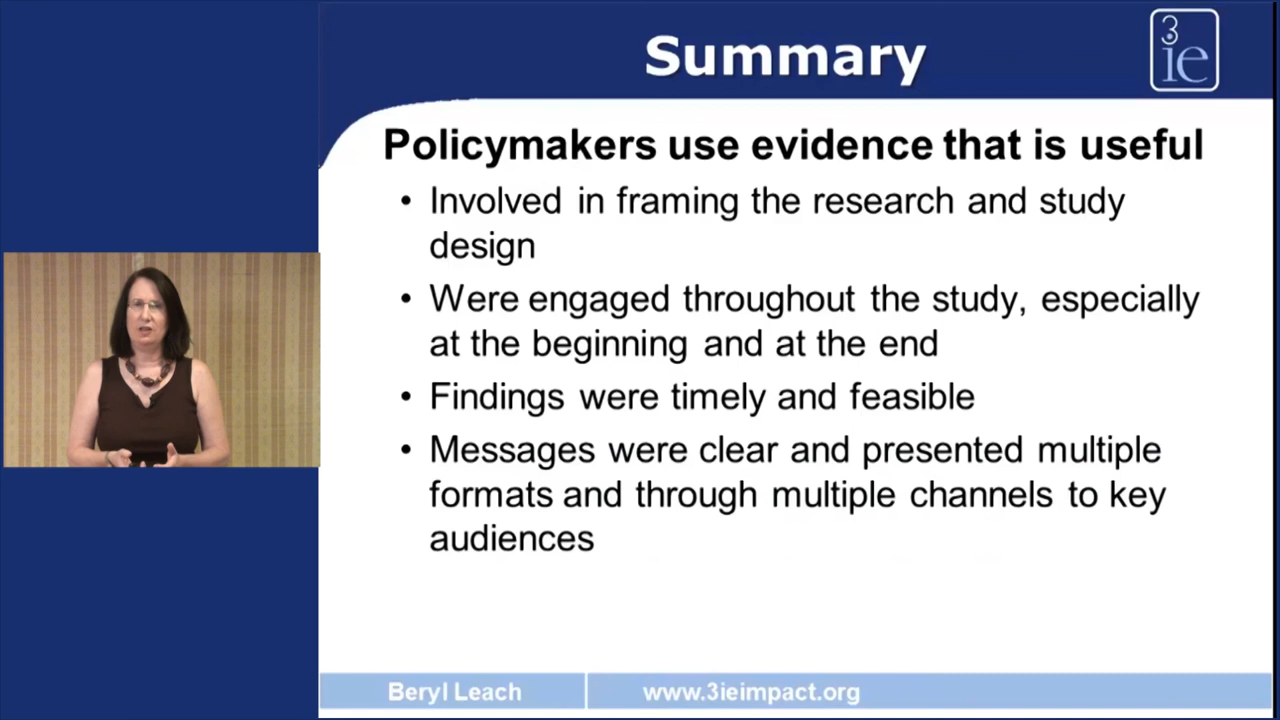 Summary
3
ie
Policymakers use evidence that is useful
• Involved in framing the research and study
design
• Were engaged throughout the study, especially
at the beginning and at the end
• Findings were timely and feasible
• Messages were clear and presented multiple
formats and through multiple channels to key
audiences
Beryl Leach
www.3ieimpact.org